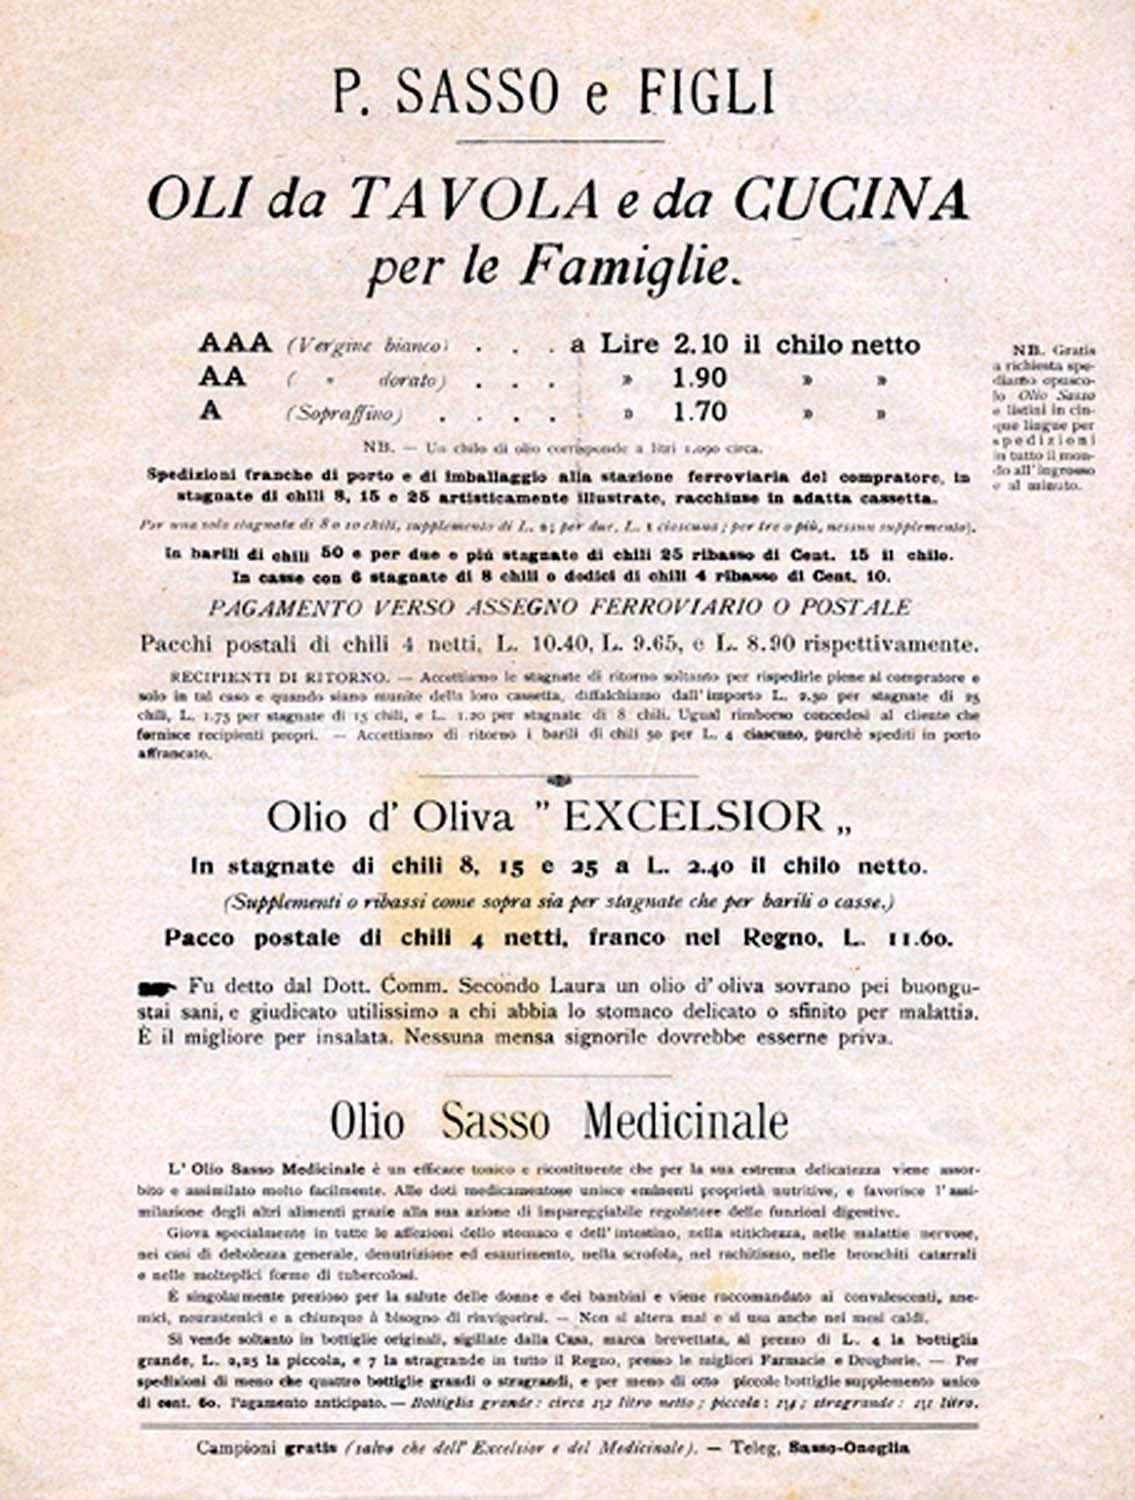 P. SASSO e FIGLI
OLI da TAVOLA e da CUCINA
per le Famiglie.
AAA (Vergine bianco) . . . a Lire 2.10 il chilo netto
AA ( » dorato) . . . » 1.90 » »
A (Sopraffino) . . . . » 1.70 » »
NB. — Un chilo di olio corrisponde a litri 1.090 circa.
Spedizioni franche di porto e di imballaggio alla stazione ferroviaria del compratore, in
stagnate di chili 8, 15 e 25 artisticamente illustrate, racchiuse in adatta cassetta.
Per una sola stagnata di 8 o 10 chili, supplemento di L. 2; per due, L. 1 ciascuna; per tre o più, nessun supplemento).
In barili di chili 50 e per due o più stagnate di chili 25 ribasso di Cent. 15 il chilo.
In casse con 6 stagnate di 8 chili o dodici di chili 4 ribasso di Cent. 10.
PAGAMENTO VERSO ASSEGNO FERROVIARIO O POSTALE
Pacchi postali di chili 4 netti, L. 10.40, L. 9.65, e L. 8.90 rispettivamente.
RECIPIENTI DI RITORNO. — Accettiamo le stagnate di ritorno soltanto per rispedirle piene al compratore e
solo in tal caso e quando siano munite della loro cassetta, diffalchiamo dall'importo L. 2.50 per stagnate di 25
chili, L. 1.75 per stagnate di 15 chili, e L. 1.20 per stagnate di 8 chili. Ugual rimborso concedesi al cliente che
fornisce recipienti propri. — Accettiamo di ritorno i barili di chili 50 per L. 4 ciascuno, purchè spediti in porto
affrancato.
NB. Gratis
a richiesta spe-
diamo opusco-
lo Olio Sasso
e listini in cin-
que lingue per
spedizioni
in tutto il mon-
do all'ingrosso
e al minuto.
Olio d' Oliva " EXCELSIOR „
In stagnate di chili 8, 15 e 25 a L. 2.40 il chilo netto.
(Supplementi o ribassi come sopra sia per stagnate che per barili o casse.)
Pacco postale di chili 4 netti, franco nel Regno, L. 11.60.
Fu detto dal Dott. Comm. Secondo Laura un olio d'oliva sovrano pei buongu-
stai sani, e giudicato utilissimo a chi abbia lo stomaco delicato o sfinito per malattia.
È il migliore per insalata. Nessuna mensa signorile dovrebbe esserne priva.
Olio Sasso Medicinale
L'Olio Sasso Medicinale è un efficace tonico e ricostituente che per la sua estrema delicatezza viene assor-
bito e assimilato molto facilmente. Alle doti medicamentose unisce eminenti proprietà nutritive, e favorisce l'assi-
milazione degli altri alimenti grazie alla sua azione di impareggiabile regolatore delle funzioni digestive.
Giova specialmente in tutte le affezioni dello stomaco e dell'intestino, nella stitichezza, nelle malattie nervose,
nei casi di debolezza generale, denutrizione ed esaurimento, nella scrofola, nel rachitismo, nelle bronchiti catarrali
e nelle molteplici forme di tubercolosi.
È singolarmente prezioso per la salute delle donne e dei bambini e viene raccomandato ai convalescenti, ane-
mici, neurastenici e a chiunque à bisogno di rinvigorirsi. — Non si altera mai e si usa anche nei mesi caldi.
Si vende soltanto in bottiglie originali, sigillate dalla Casa, marca brevettata, al prezzo di L. 4 la bottiglia
grande, L. 2,25 la piccola, e 7 la stragrande in tutto il Regno, presso le migliori Farmacie e Drogherie. — Per
spedizioni di meno che quattro bottiglie grandi o stragrandi, e per meno di otto piccole bottiglie supplemento unico
di cent. 60. Pagamento anticipato. — Bottiglia grande: circa 1|2 litro netto; piccola: 1|4; stragrande: 1|1 litro.
Campioni gratis (salvo che dell'Excelsior e del Medicinale). — Teleg, Sasso-Oneglia